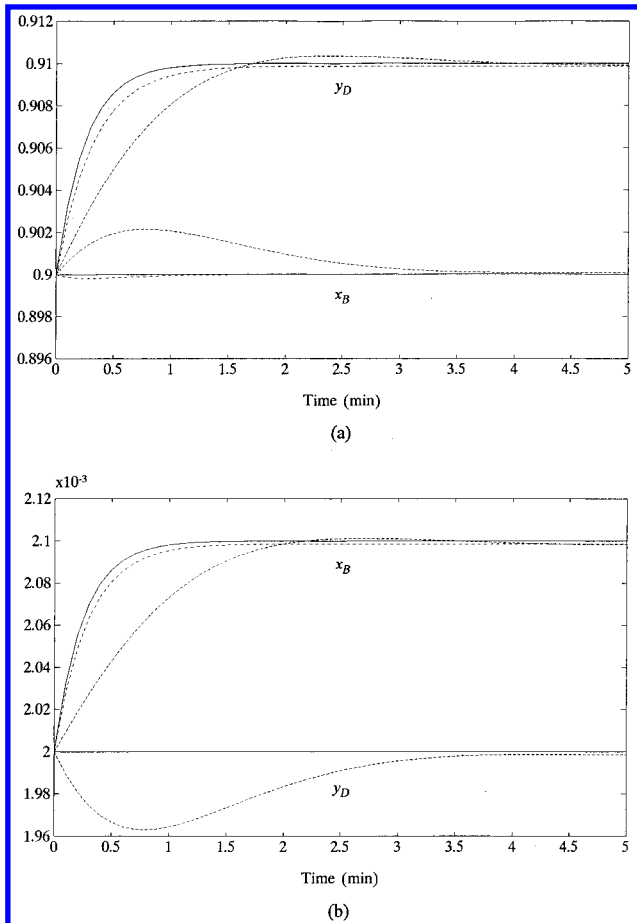 0.912
0.91
y_D
0.908
0.906
0.904
0.902
0.9
x_B
0.898
0.896
0 0.5 1 1.5 2 2.5 3 3.5 4 4.5 5
Time (min)
(a)
x10^-3
2.12
2.1
x_B
2.08
2.06
2.04
2.02
2
y_D
1.98
1.96
0 0.5 1 1.5 2 2.5 3 3.5 4 4.5 5
Time (min)
(b)